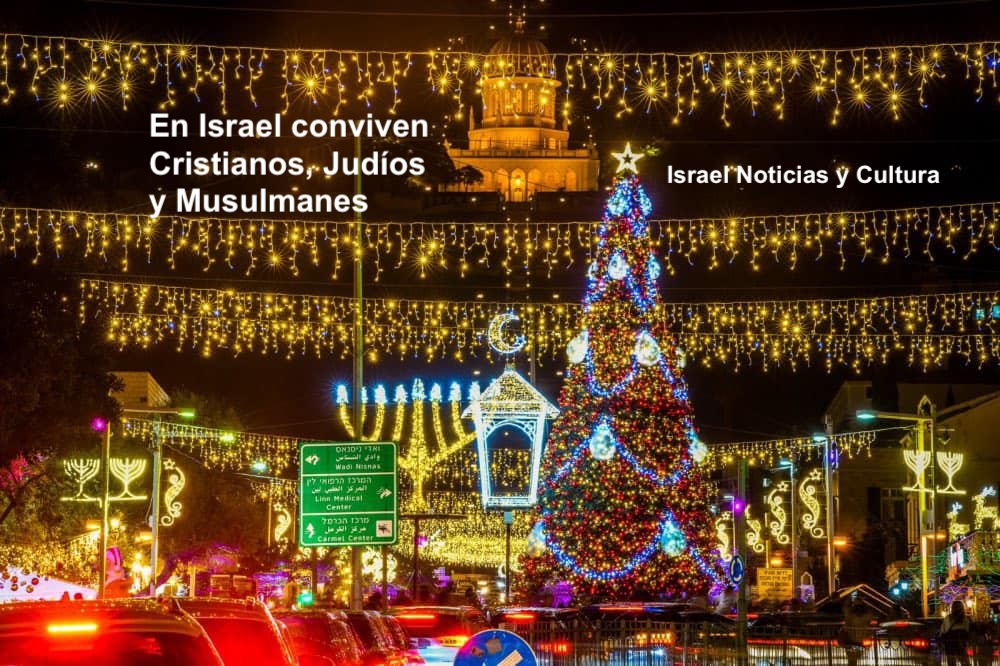 En Israel conviven
Cristianos, Judíos
y Musulmanes
Israel Noticias y Cultura
ואדי ניסנאס
وادي النسناس
Wadi Nisnas
המרכז הרפואי לין
المركز الطبي لين
Linn Medical
Center
מרכז הכרמל
مركز الكرمل
Carmel Center